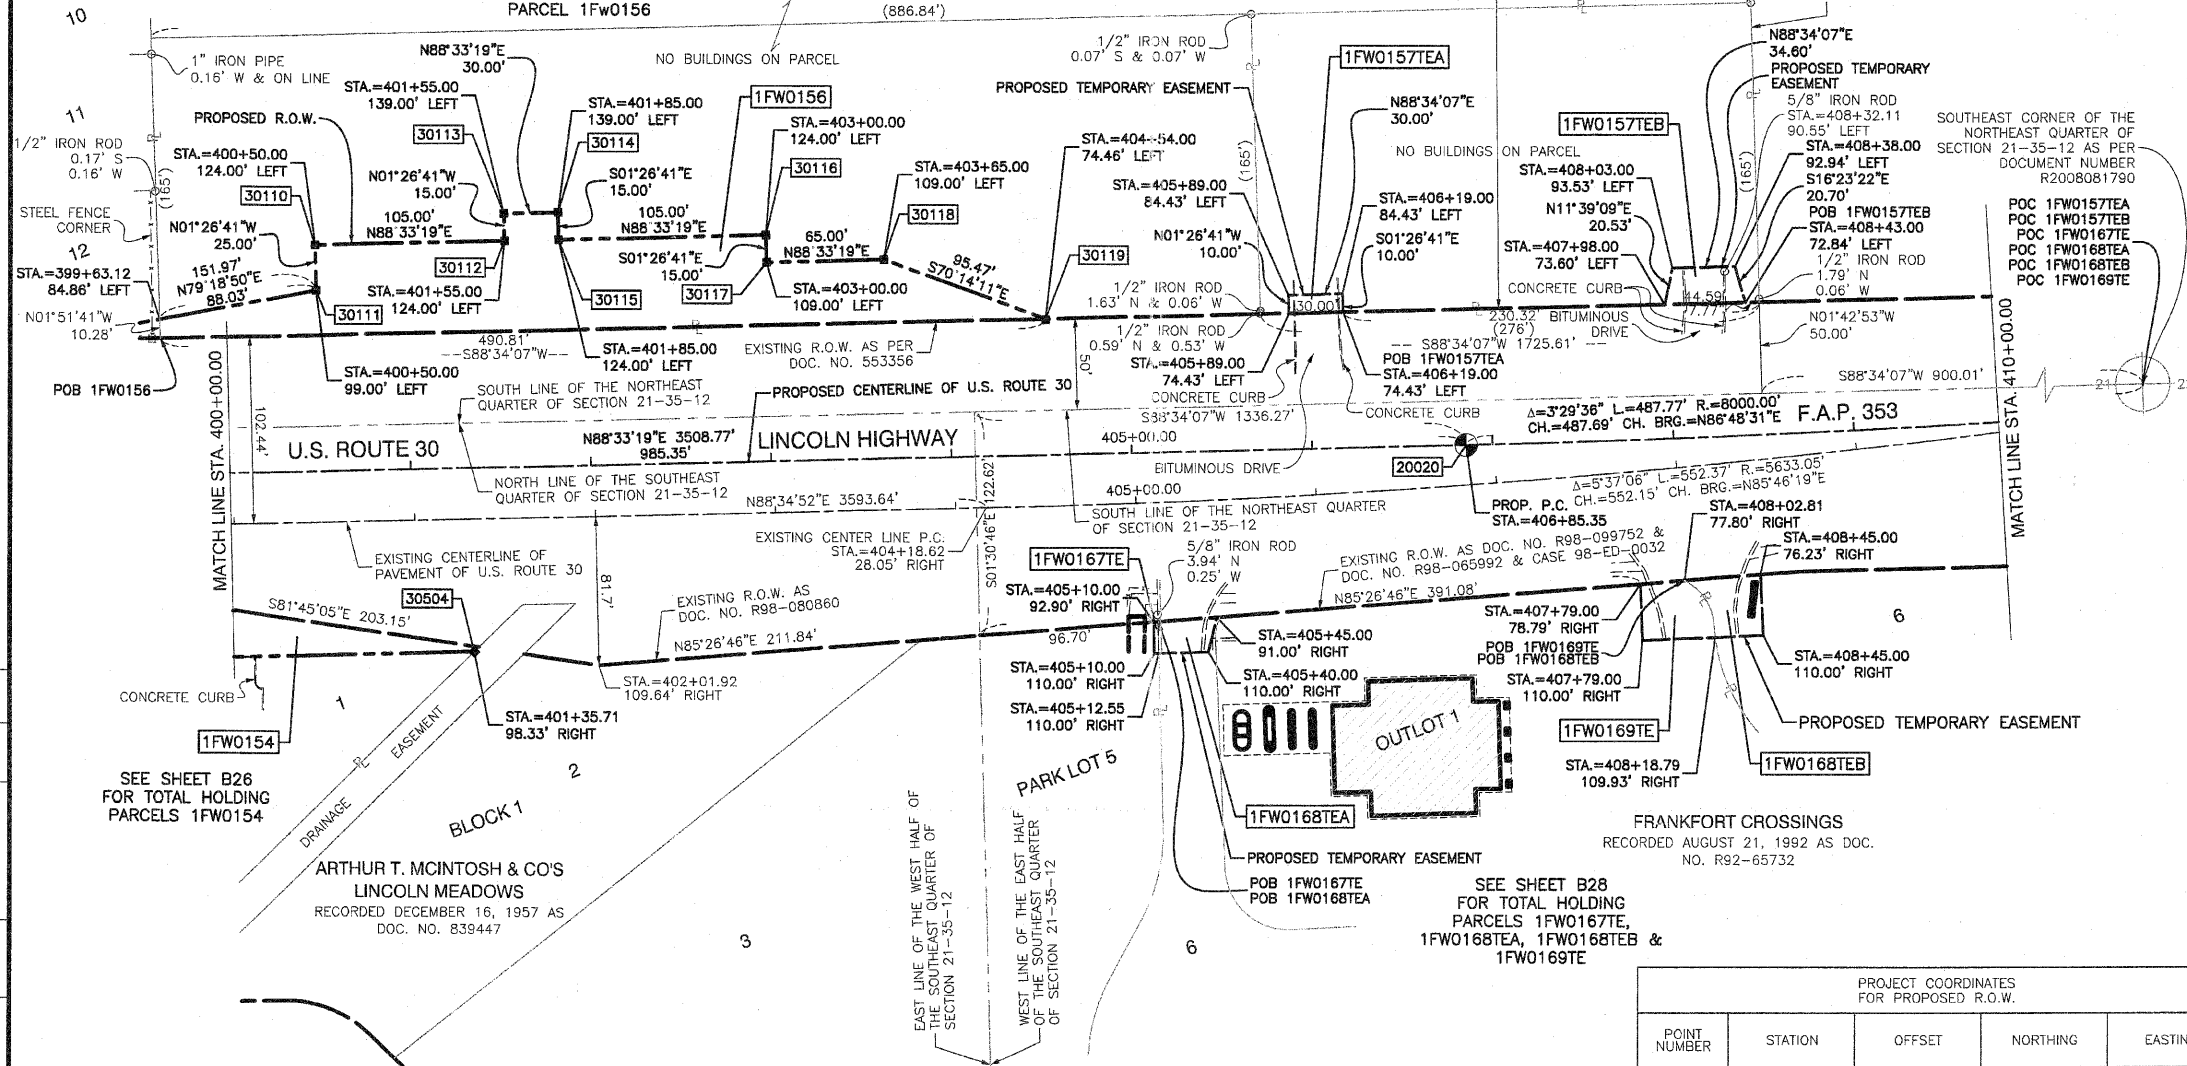 PARCEL 1Fw0156
(886.84')
10
1" IRON PIPE
0.16' W & ON LINE
N88°33'19"E
30.00'
NO BUILDINGS ON PARCEL
1/2" IRON ROD
0.07' S & 0.07' W
1FW0157TEA
N88°34'07"E
34.60'
PROPOSED TEMPORARY
EASEMENT
11
STA.=401+55.00
139.00' LEFT
STA.=401+85.00
139.00' LEFT
1FW0156
PROPOSED TEMPORARY EASEMENT
N88°34'07"E
30.00'
5/8" IRON ROD
STA.=408+32.11
90.55' LEFT
PROPOSED R.O.W.
30113
30114
STA.=403+00.00
124.00' LEFT
STA.=404+54.00
74.46' LEFT
(165')
1FW0157TEB
NO BUILDINGS ON PARCEL
(165')
STA.=408+38.00
92.94' LEFT
SOUTHEAST CORNER OF THE
NORTHEAST QUARTER OF
SECTION 21-35-12 AS PER
DOCUMENT NUMBER
R2008081790
1/2" IRON ROD
0.17' S
0.16' W
(165')
STA.=400+50.00
124.00' LEFT
30110
N01°26'41"W
15.00'
S01°26'41"E
15.00'
30116
STA.=403+65.00
109.00' LEFT
30118
STA.=405+89.00
84.43' LEFT
STA.=406+19.00
84.43' LEFT
STA.=408+03.00
93.53' LEFT
S16°23'22"E
20.70'
STEEL FENCE
CORNER
N01°26'41"W
25.00'
105.00'
N88°33'19"E
105.00'
N88°33'19"E
N11°39'09"E
20.53'
POB 1FW0157TEB
STA.=408+43.00
72.84' LEFT
POC 1FW0157TEA
POC 1FW0157TEB
POC 1FW0167TE
POC 1FW0168TEA
POC 1FW0168TEB
POC 1FW0169TE
12
STA.=399+63.12
84.86' LEFT
151.97'
N79°18'50"E
88.03'
30112
S01°26'41"E
15.00'
65.00'
N88°33'19"E
95.47'
S70°14'11"E
30119
N01°26'41"W
10.00'
S01°26'41"E
10.00'
STA.=407+98.00
73.60' LEFT
1/2" IRON ROD
1.79' N
0.06' W
N01°51'41"W
10.28'
30111
STA.=401+55.00
124.00' LEFT
30115
30117
STA.=403+00.00
109.00' LEFT
1/2" IRON ROD
1.63' N & 0.06' W
30.00'
CONCRETE CURB
44.59'
77.77'
BITUMINOUS
DRIVE
N01°42'53"W
50.00'
490.81'
S88°34'07"W
EXISTING R.O.W. AS PER
DOC. NO. 553356
1/2" IRON ROD
0.59' N & 0.53' W
230.32
(276')
S88°34'07"W 1725.61'
POB 1FW0156
MATCH LINE STA. 400+00.00
STA.=400+50.00
99.00' LEFT
STA.=401+85.00
124.00' LEFT
50'
STA.=405+89.00
74.43' LEFT
CONCRETE CURB
POB 1FW0157TEA
STA.=406+19.00
74.43' LEFT
S88°34'07"W 900.01'
MATCH LINE STA. 410+00.00
21
SOUTH LINE OF THE NORTHEAST
QUARTER OF SECTION 21-35-12
PROPOSED CENTERLINE OF U.S. ROUTE 30
S88°34'07"W 1336.27'
CONCRETE CURB
Δ=3°29'36" L.=487.77' R.=8000.00'
CH.=487.69' CH. BRG.=N86°48'31"E
F.A.P. 353
102.44'
U.S. ROUTE 30
N88°33'19"E 3508.77'
985.35'
LINCOLN HIGHWAY
405+00.00
BITUMINOUS DRIVE
20020
NORTH LINE OF THE SOUTHEAST
QUARTER OF SECTION 21-35-12
122.62'
405+00.00
Δ=5°37'06" L.=552.37' R.=5633.05'
CH.=552.15' CH. BRG.=N85°46'19"E
N88°34'52"E 3593.64'
SOUTH LINE OF THE NORTHEAST QUARTER
OF SECTION 21-35-12
PROP. P.C.
STA.=406+85.35
STA.=408+02.81
77.80' RIGHT
EXISTING CENTERLINE OF
PAVEMENT OF U.S. ROUTE 30
EXISTING CENTER LINE P.C.
STA.=404+18.62
28.05' RIGHT
S01°30'46"E
1FW0167TE
5/8" IRON ROD
3.94' N
0.25' W
EXISTING R.O.W. AS DOC. NO. R98-099752 &
DOC. NO. R98-065992 & CASE 98-ED-0032
STA.=408+45.00
76.23' RIGHT
30504
81.7'
S81°45'05"E 203.15'
EXISTING R.O.W. AS
DOC. NO. R98-080860
STA.=405+10.00
92.90' RIGHT
N85°26'46"E 391.08'
STA.=407+79.00
78.79' RIGHT
6
N85°26'46"E 211.84'
96.70'
STA.=405+45.00
91.00' RIGHT
POB 1FW0169TE
POB 1FW0168TEB
STA.=408+45.00
110.00' RIGHT
CONCRETE CURB
1
STA.=402+01.92
109.64' RIGHT
STA.=405+10.00
110.00' RIGHT
STA.=405+40.00
110.00' RIGHT
STA.=407+79.00
110.00' RIGHT
STA.=401+35.71
98.33' RIGHT
STA.=405+12.55
110.00' RIGHT
1FW0154
DRAINAGE EASEMENT
OUTLOT 1
1FW0169TE
PROPOSED TEMPORARY EASEMENT
SEE SHEET B26
FOR TOTAL HOLDING
PARCELS 1FW0154
2
PARK LOT 5
STA.=408+18.79
109.93' RIGHT
1FW0168TEB
BLOCK 1
1FW0168TEA
FRANKFORT CROSSINGS
RECORDED AUGUST 21, 1992 AS DOC.
NO. R92-65732
ARTHUR T. MCINTOSH & CO'S
LINCOLN MEADOWS
RECORDED DECEMBER 16, 1957 AS
DOC. NO. 839447
PROPOSED TEMPORARY EASEMENT
POB 1FW0167TE
POB 1FW0168TEA
SEE SHEET B28
FOR TOTAL HOLDING
PARCELS 1FW0167TE,
1FW0168TEA, 1FW0168TEB &
1FW0169TE
3
EAST LINE OF THE WEST HALF OF
THE SOUTHEAST QUARTER OF
SECTION 21-35-12
WEST LINE OF THE EAST HALF
OF THE SOUTHEAST QUARTER
OF SECTION 21-35-12
6
PROJECT COORDINATES
FOR PROPOSED R.O.W.
POINT
NUMBER
STATION
OFFSET
NORTHING
EASTIN